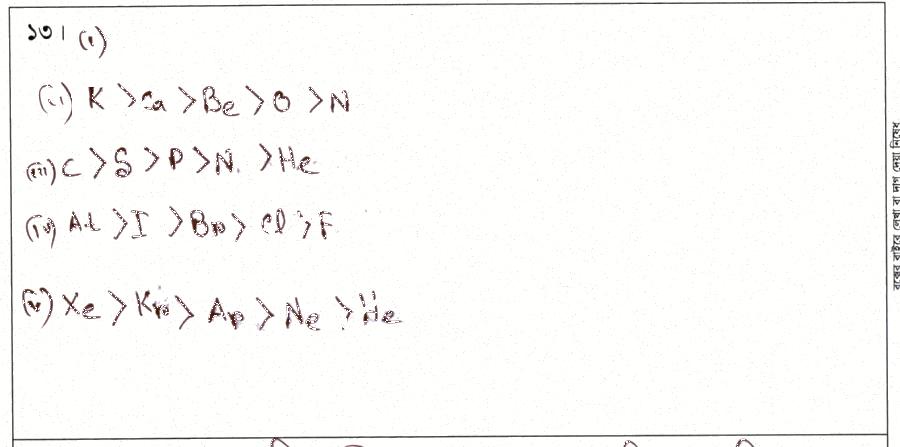 ১৩। (i)
(ii) K > Ca > Be > O > N
(iii) C > S > P > N. > He
(iv) At > I > Br > Cl > F
(v) Xe > Kr > Ar > Ne > He
বক্সের বাইরে লেখা বা দাগ দেয়া নিষেধ